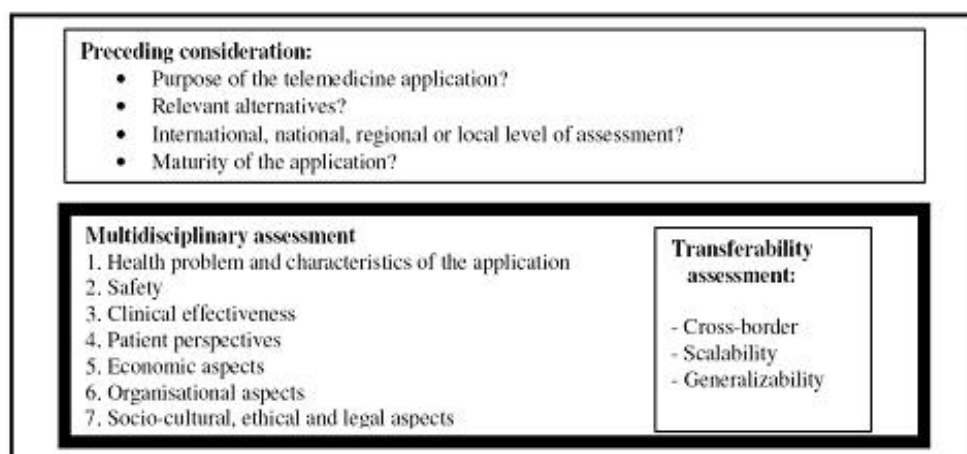 Preceding consideration:
• Purpose of the telemedicine application?
• Relevant alternatives?
• International, national, regional or local level of assessment?
• Maturity of the application?
Multidisciplinary assessment
1. Health problem and characteristics of the application
2. Safety
3. Clinical effectiveness
4. Patient perspectives
5. Economic aspects
6. Organisational aspects
7. Socio-cultural, ethical and legal aspects
Transferability
assessment:
- Cross-border
- Scalability
- Generalizability